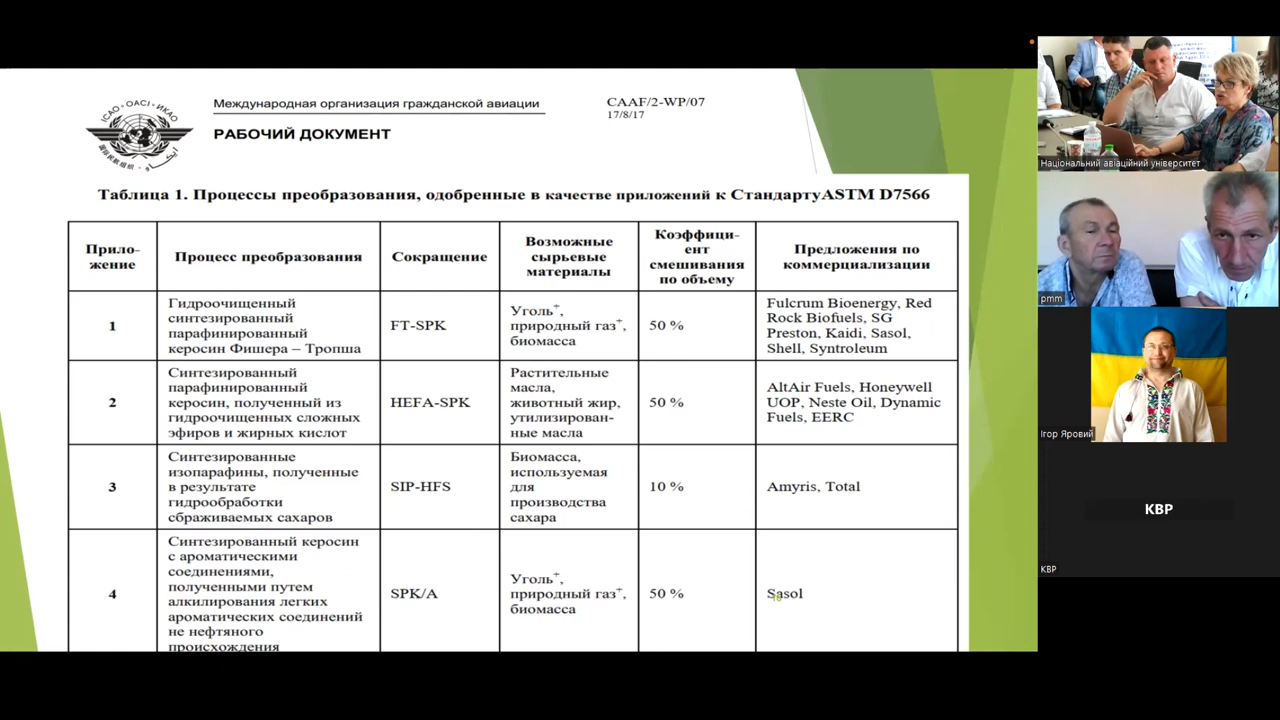 ICAO · OACI · ИКАО
Международная организация гражданской авиации
РАБОЧИЙ ДОКУМЕНТ
CAAF/2-WP/07
17/8/17
Таблица 1. Процессы преобразования, одобренные в качестве приложений к СтандартуASTM D7566
Прило-
жение
Процесс преобразования
Сокращение
Возможные
сырьевые
материалы
Коэффици-
ент
смешивания
по объему
Предложения по
коммерциализации
1
Гидроочищенный
синтезированный
парафинированный
керосин Фишера – Тропша
FT-SPK
Уголь⁺,
природный газ⁺,
биомасса
50 %
Fulcrum Bioenergy, Red
Rock Biofuels, SG
Preston, Kaidi, Sasol,
Shell, Syntroleum
2
Синтезированный
парафинированный
керосин, полученный из
гидроочищенных сложных
эфиров и жирных кислот
HEFA-SPK
Растительные
масла,
животный жир,
утилизирован-
ные масла
50 %
AltAir Fuels, Honeywell
UOP, Neste Oil, Dynamic
Fuels, EERC
3
Синтезированные
изопарафины, полученные
в результате
гидрообработки
сбраживаемых сахаров
SIP-HFS
Биомасса,
используемая
для
производства
сахара
10 %
Amyris, Total
4
Синтезированный керосин
с ароматическими
соединениями,
полученными путем
алкилирования легких
ароматических соединений
не нефтяного
происхождения
SPK/A
Уголь⁺,
природный газ⁺,
биомасса
50 %
Sasol
Національний авіаційний університет
pmm
Ігор Яровий
КВР
КВР